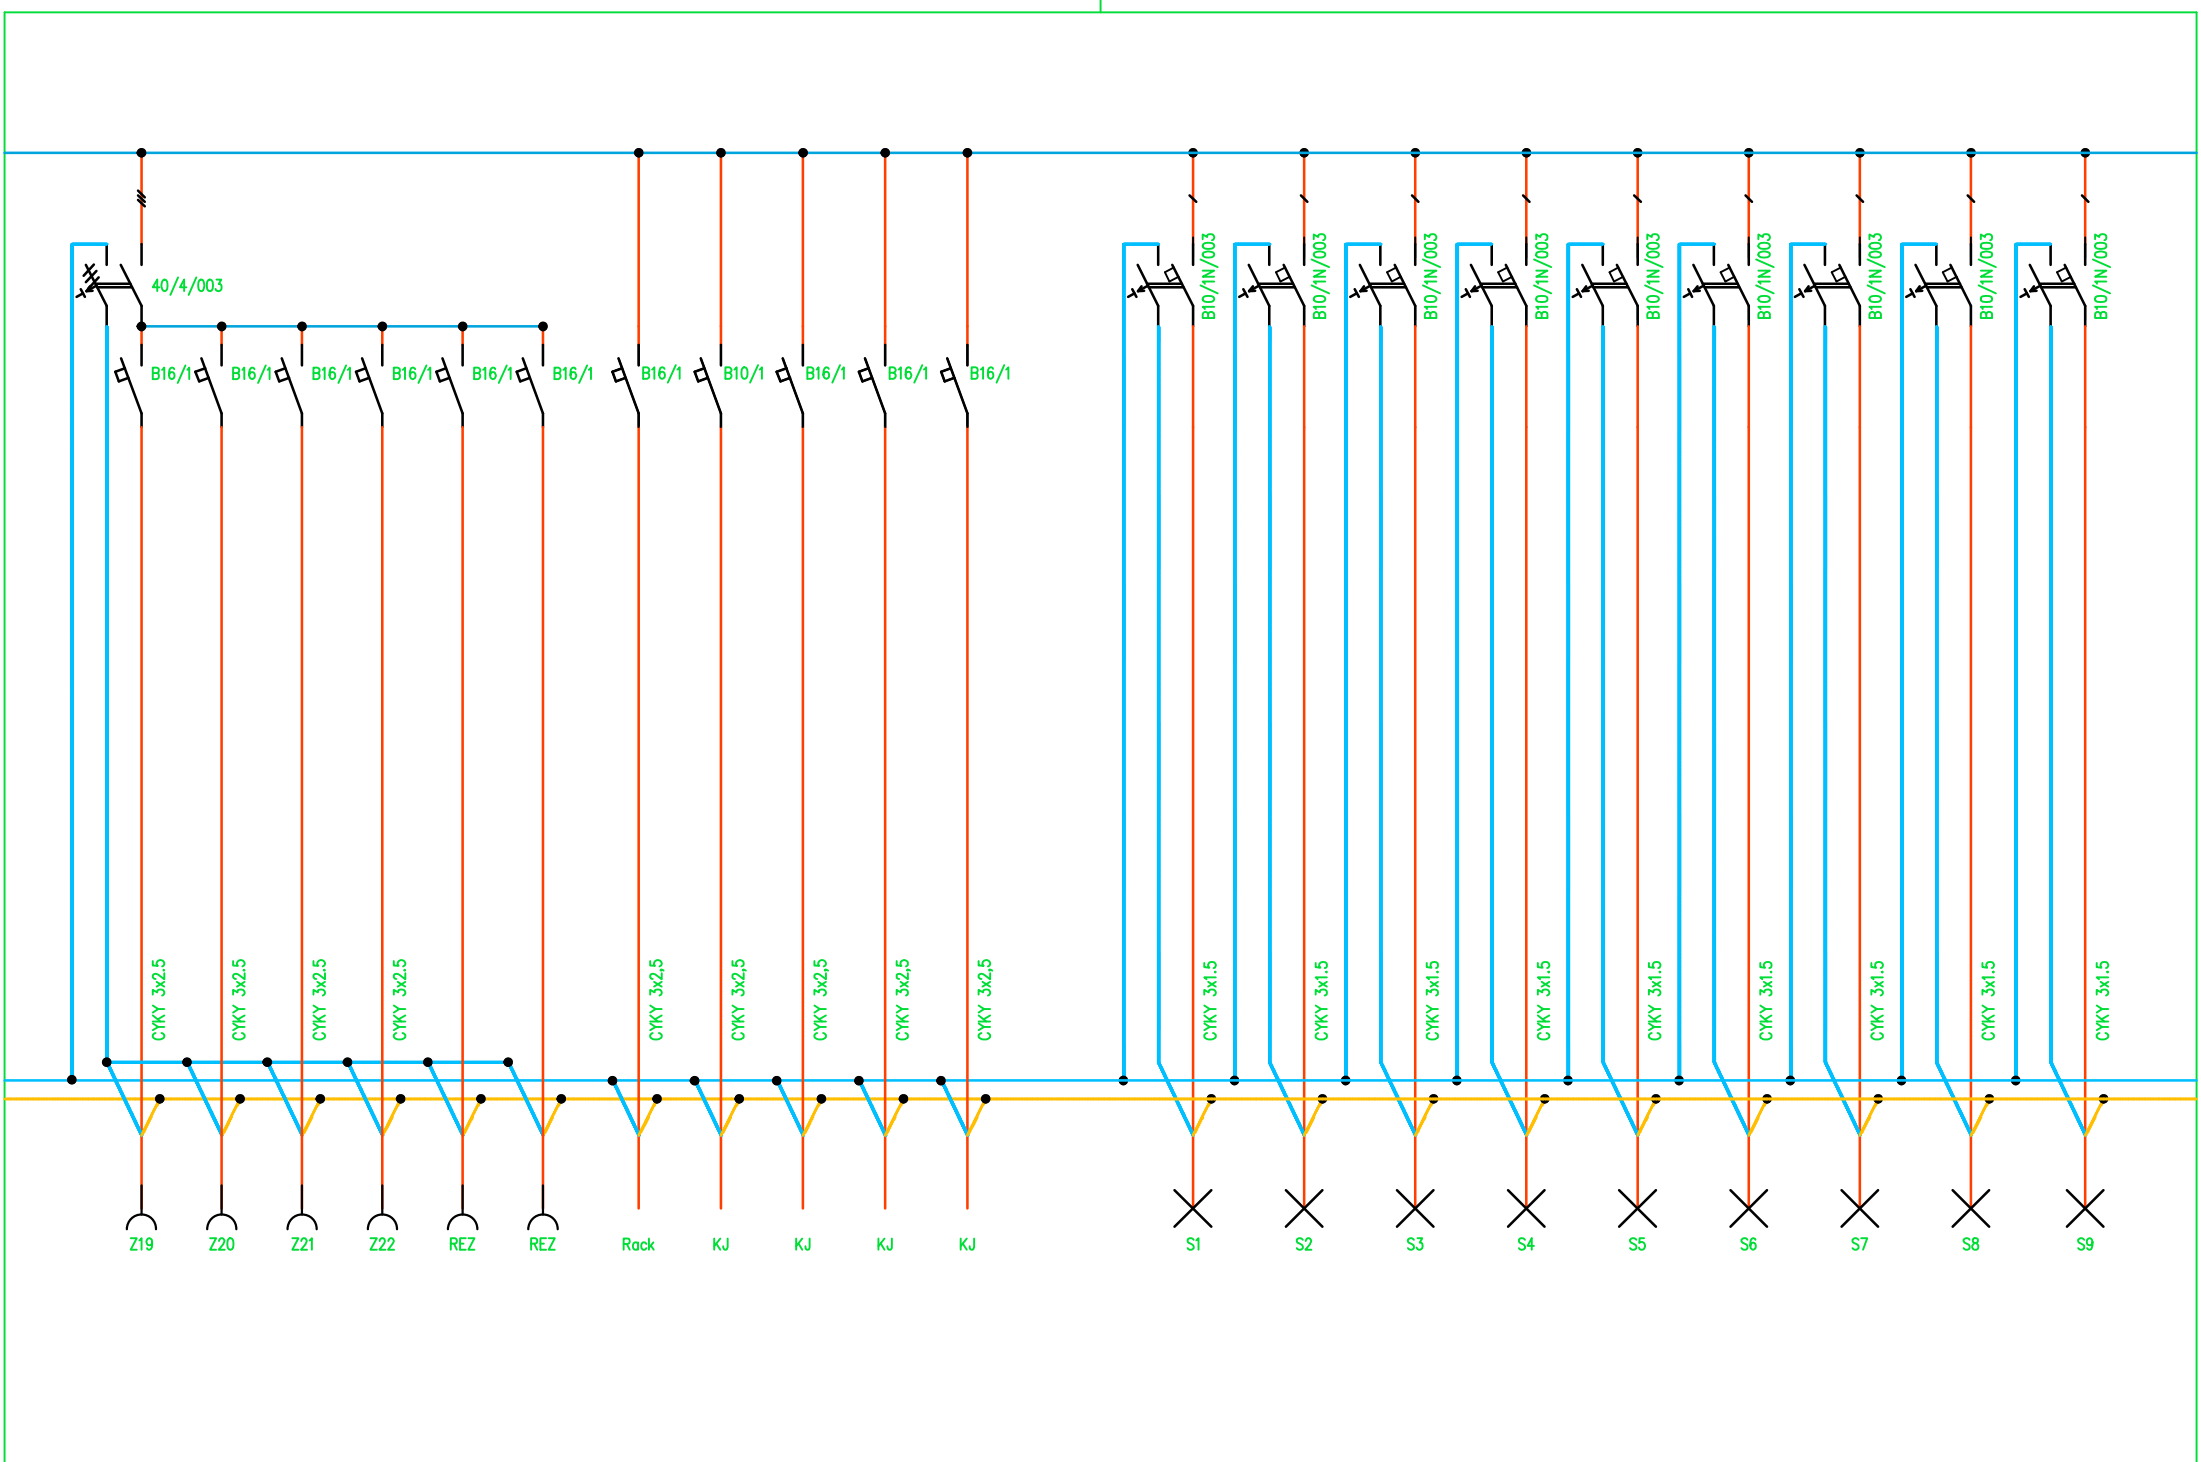 B10/1N/003 B10/1N/003 B10/1N/003 B10/1N/003 B10/1N/003 B10/1N/003 B10/1N/003 B10/1N/003 B10/1N/003
40/4/003
B16/1 B16/1 B16/1 B16/1 B16/1 B16/1 B16/1 B10/1 B16/1 B16/1 B16/1
CYKY 3x2.5 CYKY 3x2.5 CYKY 3x2.5 CYKY 3x2.5 CYKY 3x2,5 CYKY 3x2,5 CYKY 3x2,5 CYKY 3x2,5 CYKY 3x2,5 CYKY 3x1.5 CYKY 3x1.5 CYKY 3x1.5 CYKY 3x1.5 CYKY 3x1.5 CYKY 3x1.5 CYKY 3x1.5 CYKY 3x1.5 CYKY 3x1.5
Z19 Z20 Z21 Z22 REZ REZ Rack KJ KJ KJ KJ S1 S2 S3 S4 S5 S6 S7 S8 S9